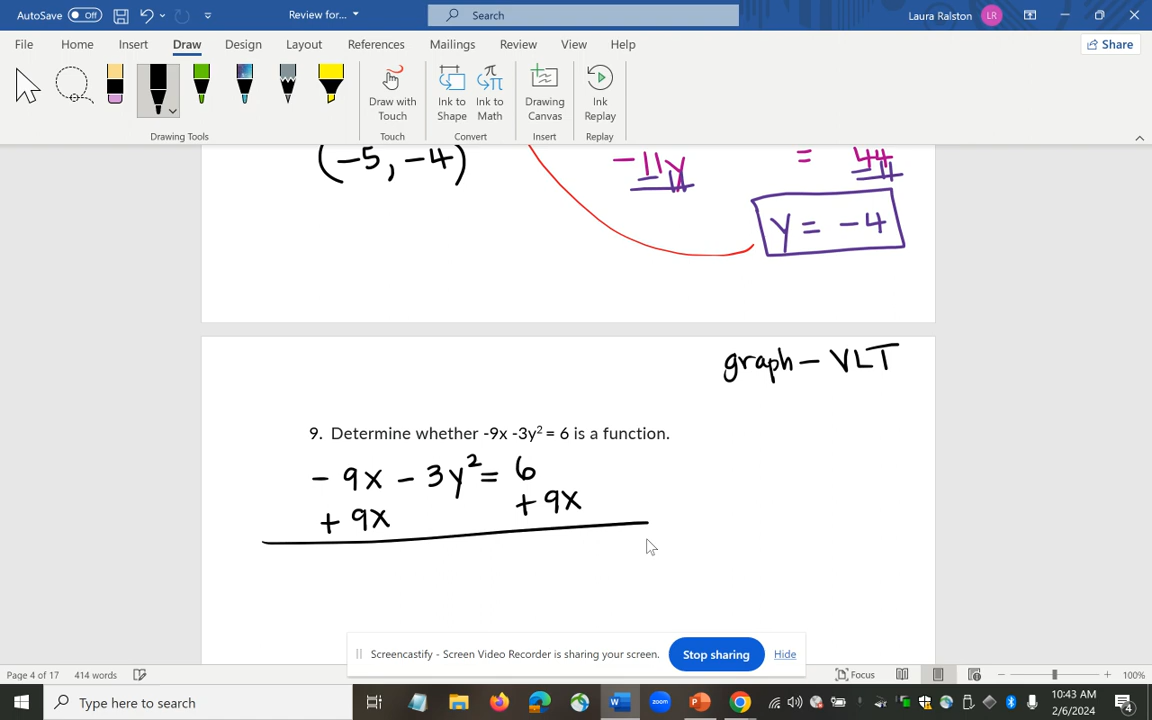 AutoSave Off Review for... Search Laura Ralston LR
File Home Insert Draw Design Layout References Mailings Review View Help Share
Draw with Touch Ink to Shape Ink to Math Drawing Canvas Ink Replay
Drawing Tools Touch Convert Insert Replay
(-5, -4) -11y = 44
-11
y = -4
graph - VLT
9. Determine whether -9x -3y² = 6 is a function.
- 9x - 3y² = 6
+ 9x + 9x
Screencastify - Screen Video Recorder is sharing your screen. Stop sharing Hide
Page 4 of 17 414 words Focus 100%
Type here to search 10:43 AM
2/6/2024 4